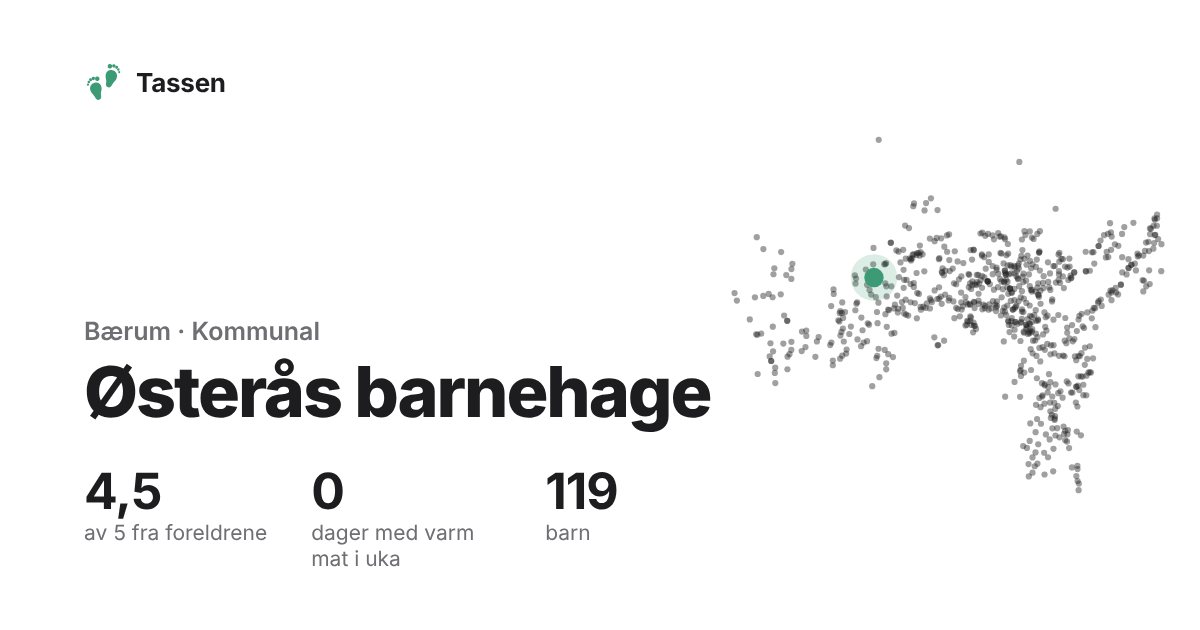 Tassen
Bærum · Kommunal
Østerås barnehage
4,5
av 5 fra foreldrene
0
dager med varm
mat i uka
119
barn